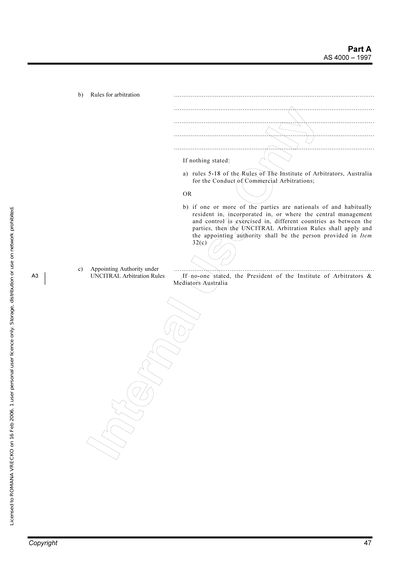 Part A
AS 4000 – 1997
b) Rules for arbitration
If nothing stated:
a) rules 5-18 of the Rules of The Institute of Arbitrators, Australia
for the Conduct of Commercial Arbitrations;
OR
b) if one or more of the parties are nationals of and habitually
resident in, incorporated in, or where the central management
and control is exercised in, different countries as between the
parties, then the UNCITRAL Arbitration Rules shall apply and
the appointing authority shall be the person provided in Item
32(c)
c) Appointing Authority under
UNCITRAL Arbitration Rules
If no-one stated, the President of the Institute of Arbitrators &
Mediators Australia
A3
Licensed to ROMANA VRECKO on 16 Feb 2006. 1 user personal user licence only. Storage, distribution or use on network prohibited.
Internal Use Only
Copyright
47